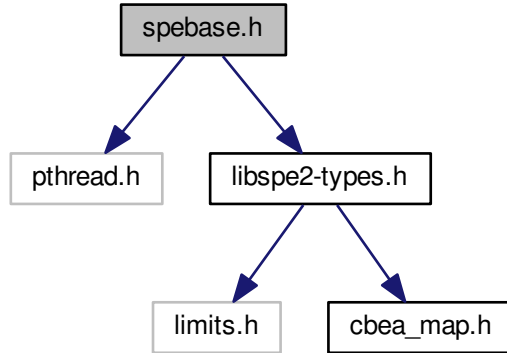 spebase.h
pthread.h
libspe2-types.h
limits.h
cbea_map.h